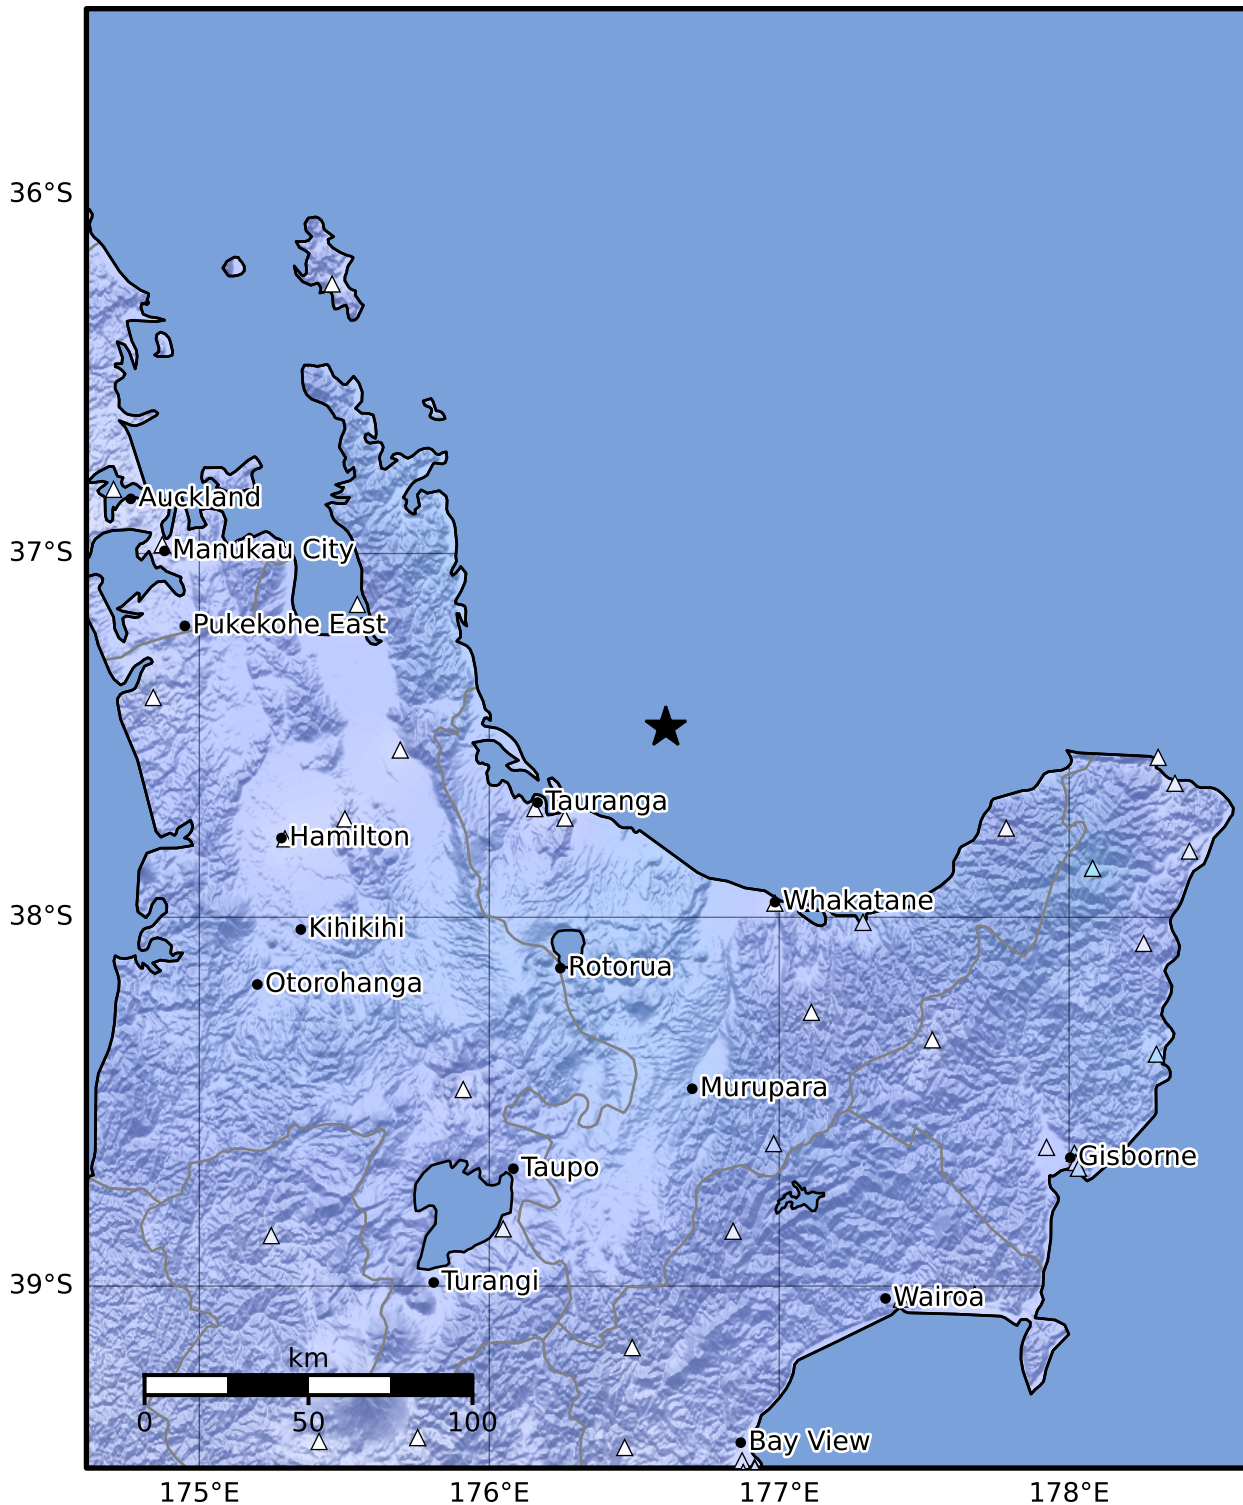 36°S
Auckland
37°S
Manukau City
Pukekohe East
Tauranga
Hamilton
Whakatane
38°S
Kihikihi
Rotorua
Otorohanga
Murupara
Gisborne
Taupo
39°S
Turangi
Wairoa
km
0 50 100
Bay View
175°E 176°E 177°E 178°E